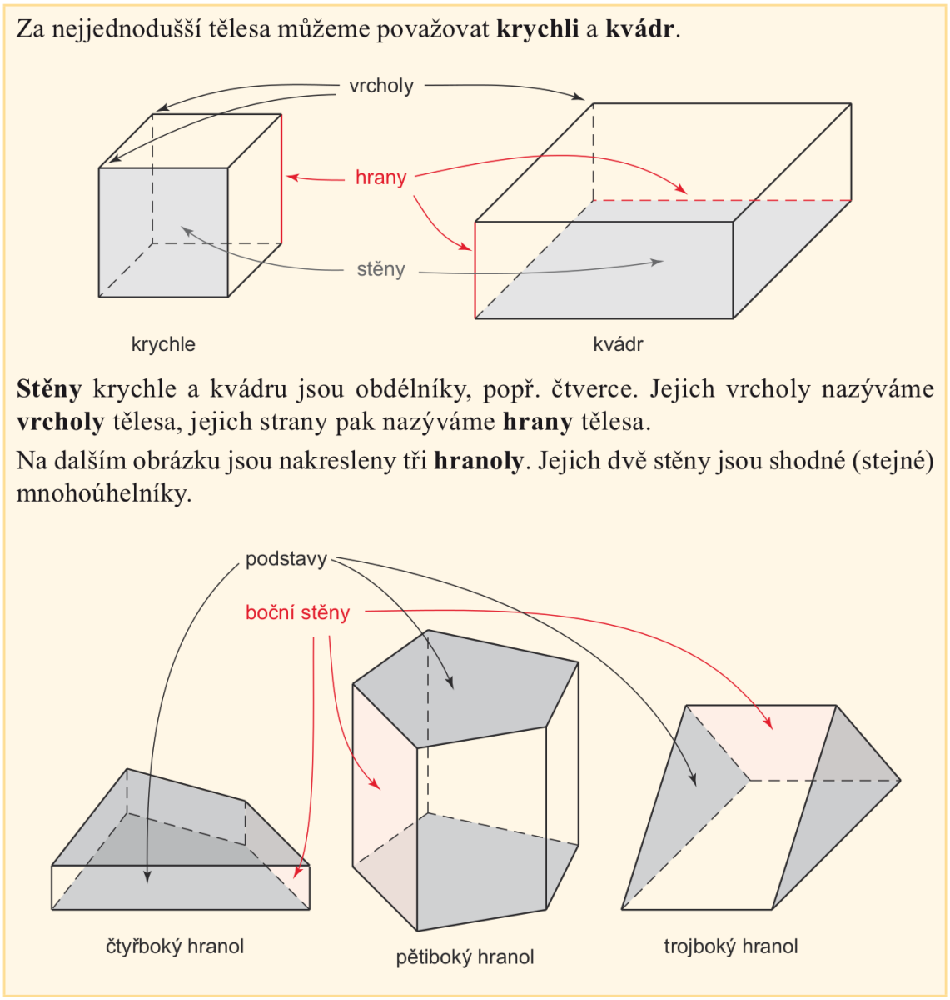 Za nejjednodušší tělesa můžeme považovat krychli a kvádr.
vrcholy
hrany
stěny
krychle
kvádr
Stěny krychle a kvádru jsou obdélníky, popř. čtverce. Jejich vrcholy nazýváme
vrcholy tělesa, jejich strany pak nazýváme hrany tělesa.
Na dalším obrázku jsou nakresleny tři hranoly. Jejich dvě stěny jsou shodné (stejné)
mnohoúhelníky.
podstavy
boční stěny
čtyřboký hranol
pětiboký hranol
trojboký hranol